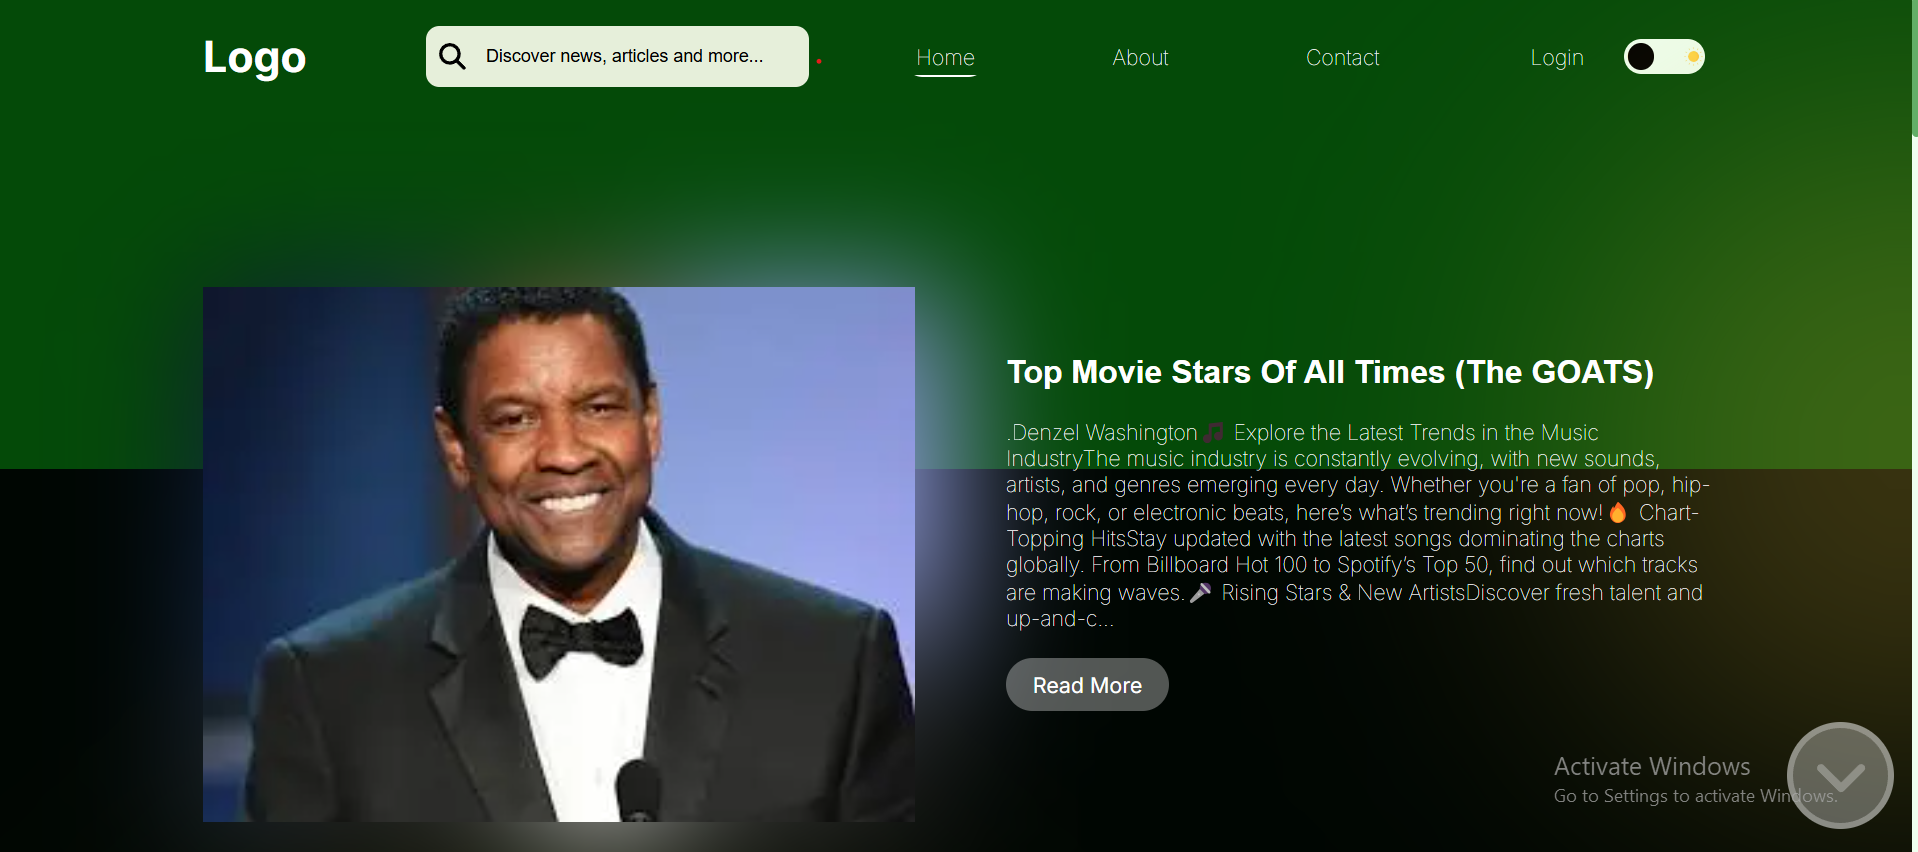 Logo
Discover news, articles and more...
Home
About
Contact
Login
Top Movie Stars Of All Times (The GOATS)
.Denzel Washington🎵 Explore the Latest Trends in the Music
IndustryThe music industry is constantly evolving, with new sounds,
artists, and genres emerging every day. Whether you're a fan of pop, hip-
hop, rock, or electronic beats, here’s what’s trending right now!🔥 Chart-
Topping HitsStay updated with the latest songs dominating the charts
globally. From Billboard Hot 100 to Spotify’s Top 50, find out which tracks
are making waves.🎤 Rising Stars & New ArtistsDiscover fresh talent and
up-and-c...
Read More
Activate Windows
Go to Settings to activate Windows.